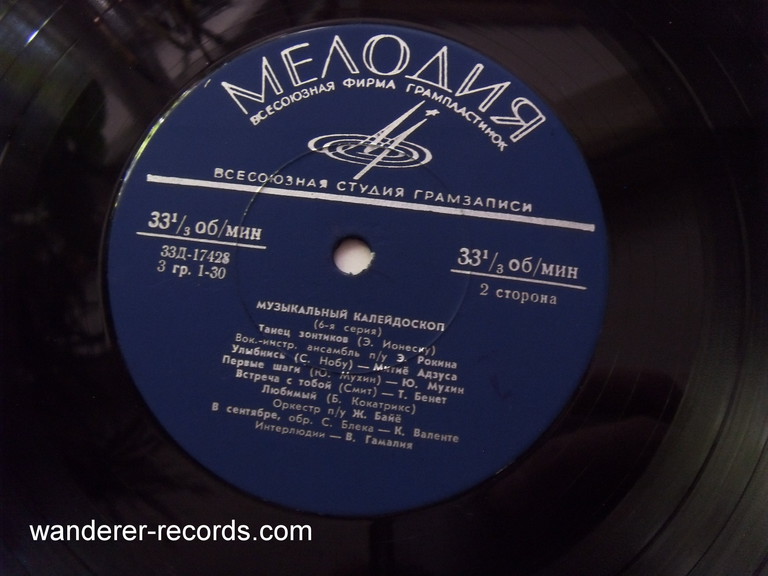 МЕЛОДИЯ
ВСЕСОЮЗНАЯ ФИРМА ГРАМПЛАСТИНОК
ВСЕСОЮЗНАЯ СТУДИЯ ГРАМЗАПИСИ
33¹/₃ об/мин
33Д-17428
3 гр. 1-30
33¹/₃ об/мин
2 сторона
МУЗЫКАЛЬНЫЙ КАЛЕЙДОСКОП
(6-я серия)
Танец зонтиков (Э. Ионеску)
Вок.-инстр. ансамбль п/у Э. Рокина
Улыбнись (С. Нобу) — Митиё Адзуса
Первые шаги (Ю. Мухин) — Ю. Мухин
Встреча с тобой (Смит) — Т. Бенет
Любимый (Б. Кокатрикс)
Оркестр п/у Ж. Байё
В сентябре, обр. С. Блека — К. Валенте
Интерлюдии — В. Гамалия
wanderer-records.com